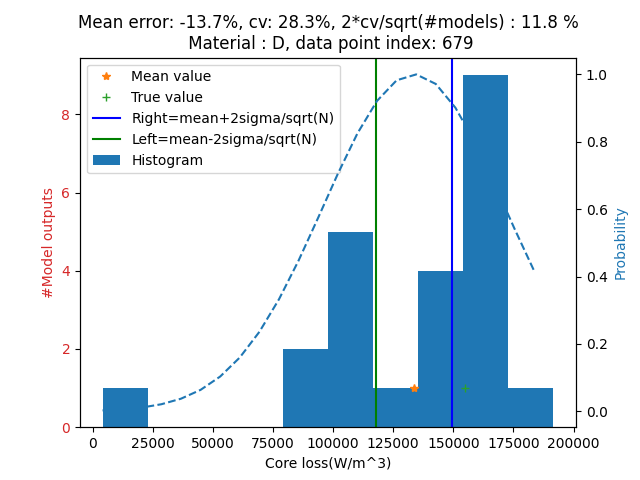 Mean error: -13.7%, cv: 28.3%, 2*cv/sqrt(#models) : 11.8 %
Material : D, data point index: 679
Mean value
True value
Right=mean+2sigma/sqrt(N)
Left=mean-2sigma/sqrt(N)
Histogram
#Model outputs
8
6
4
2
0
Probability
1.0
0.8
0.6
0.4
0.2
0.0
0 25000 50000 75000 100000 125000 150000 175000 200000
Core loss(W/m^3)